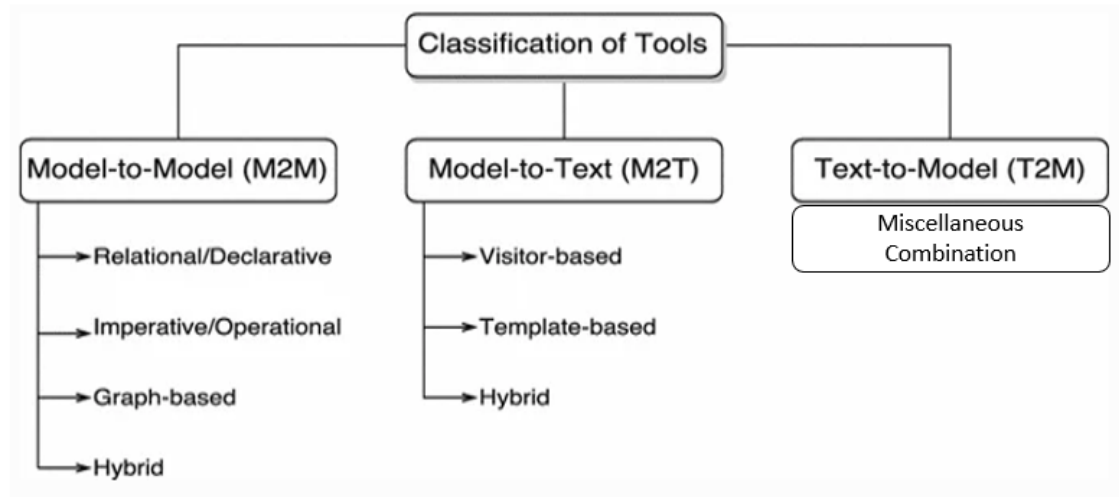 Classification of Tools
Model-to-Model (M2M)
Relational/Declarative
Imperative/Operational
Graph-based
Hybrid
Model-to-Text (M2T)
Visitor-based
Template-based
Hybrid
Text-to-Model (T2M)
Miscellaneous
Combination